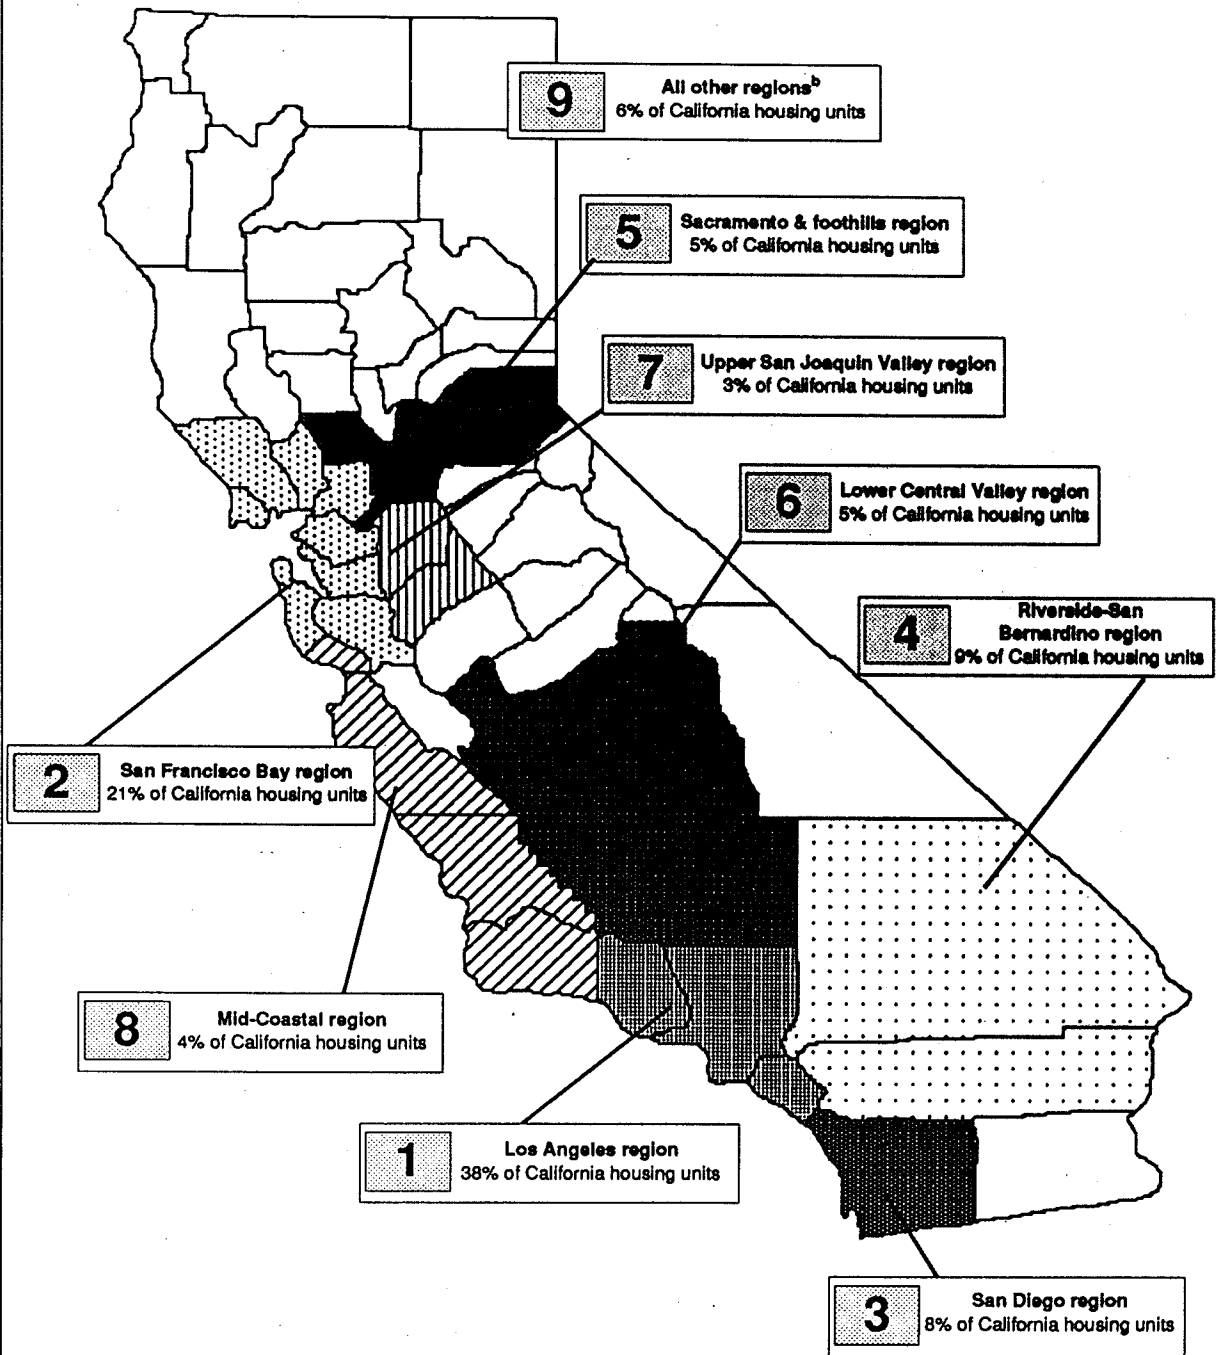 9
All other regionsᵇ
6% of California housing units
5
Sacramento & foothills region
5% of California housing units
7
Upper San Joaquin Valley region
3% of California housing units
6
Lower Central Valley region
5% of California housing units
4
Riverside-San
Bernardino region
9% of California housing units
2
San Francisco Bay region
21% of California housing units
8
Mid-Coastal region
4% of California housing units
1
Los Angeles region
38% of California housing units
3
San Diego region
8% of California housing units